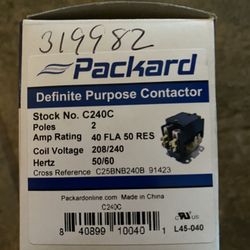 319982
Packard
Definite Purpose Contactor
Stock No. C240C
Poles 2
Amp Rating 40 FLA 50 RES
Coil Voltage 208/240
Hertz 50/60
Cross Reference C25BNB240B 91423
Packardonline.com Made in China
C240C
8 40899 10040 1
c UL US
L45-040